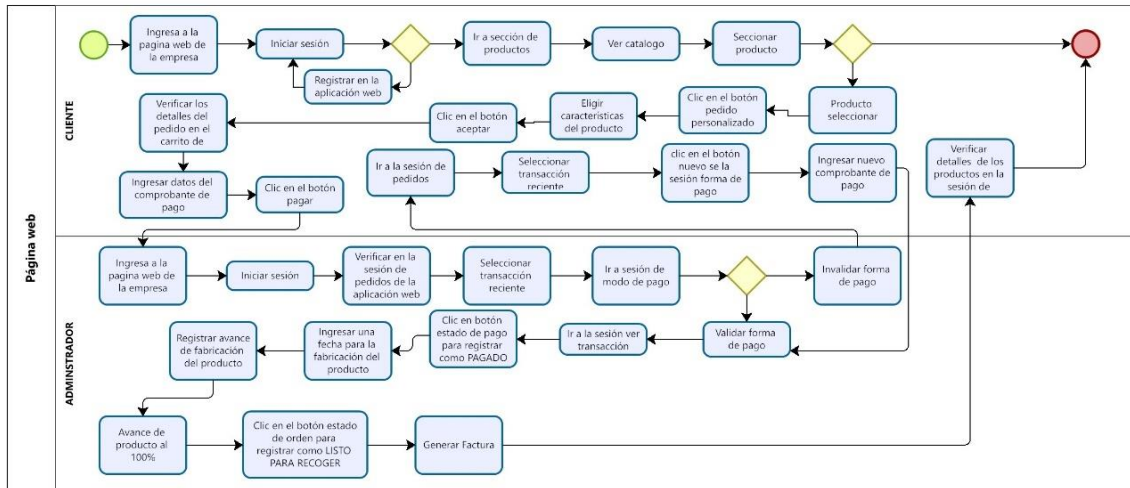 Página web
CLIENTE
Ingresa a la
pagina web de
la empresa
Iniciar sesión
Registrar en la
aplicación web
Ir a sección de
productos
Ver catalogo
Seccionar
producto
Producto
seleccionar
Clic en el botón
pedido
personalizado
Eligir
características
del producto
Clic en el botón
aceptar
Verificar los
detalles del
pedido en el
carrito de
Ingresar datos del
comprobante de
pago
Clic en el botón
pagar
Ir a la sesión de
pedidos
Seleccionar
transacción
reciente
clic en el botón
nuevo se la
sesión forma de
pago
Ingresar nuevo
comprobante de
pago
Verificar
detalles de los
productos en la
sesión de
ADMINSTRADOR
Ingresa a la
pagina web de
la empresa
Iniciar sesión
Verificar en la
sesión de
pedidos de la
aplicación web
Seleccionar
transacción
reciente
Ir a sesión de
modo de pago
Invalidar forma
de pago
Validar forma
de pago
Ir a la sesión ver
transacción
Clic en botón
estado de pago
para registrar
como PAGADO
Ingresar una
fecha para la
fabricación del
producto
Registrar avance
de fabricación
del producto
Avance de
producto al
100%
Clic en el botón estado
de orden para
registrar como LISTO
PARA RECOGER
Generar Factura